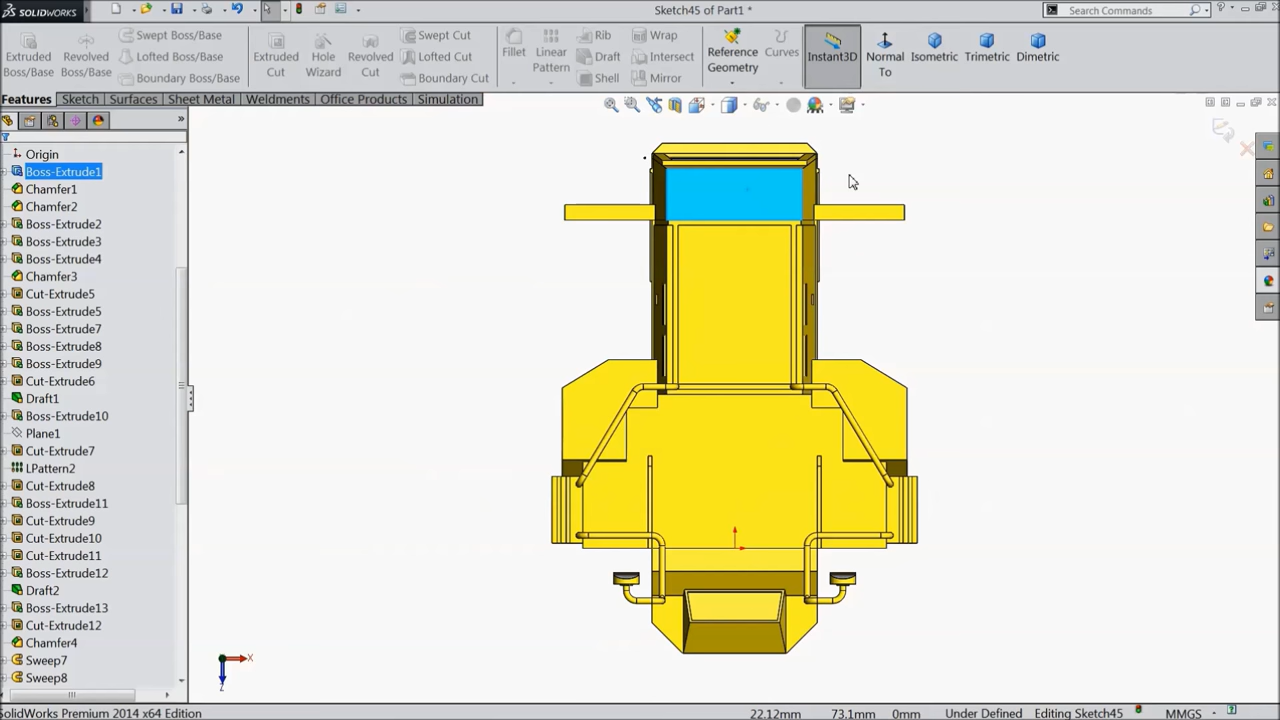 SOLIDWORKS
Sketch45 of Part1 *
Search Commands
Extruded Boss/Base
Revolved Boss/Base
Swept Boss/Base
Lofted Boss/Base
Boundary Boss/Base
Extruded Cut
Hole Wizard
Revolved Cut
Swept Cut
Lofted Cut
Boundary Cut
Fillet
Linear Pattern
Rib
Draft
Shell
Wrap
Intersect
Mirror
Reference Geometry
Curves
Instant3D
Normal To
Isometric
Trimetric
Dimetric
Features
Sketch
Surfaces
Sheet Metal
Weldments
Office Products
Simulation
Origin
Boss-Extrude1
Chamfer1
Chamfer2
Boss-Extrude2
Boss-Extrude3
Boss-Extrude4
Chamfer3
Cut-Extrude5
Boss-Extrude5
Boss-Extrude7
Boss-Extrude8
Boss-Extrude9
Cut-Extrude6
Draft1
Boss-Extrude10
Plane1
Cut-Extrude7
LPattern2
Cut-Extrude8
Boss-Extrude11
Cut-Extrude9
Cut-Extrude10
Cut-Extrude11
Boss-Extrude12
Draft2
Boss-Extrude13
Cut-Extrude12
Chamfer4
Sweep7
Sweep8
X
Z
SolidWorks Premium 2014 x64 Edition
22.12mm
73.1mm
0mm
Under Defined
Editing Sketch45
MMGS